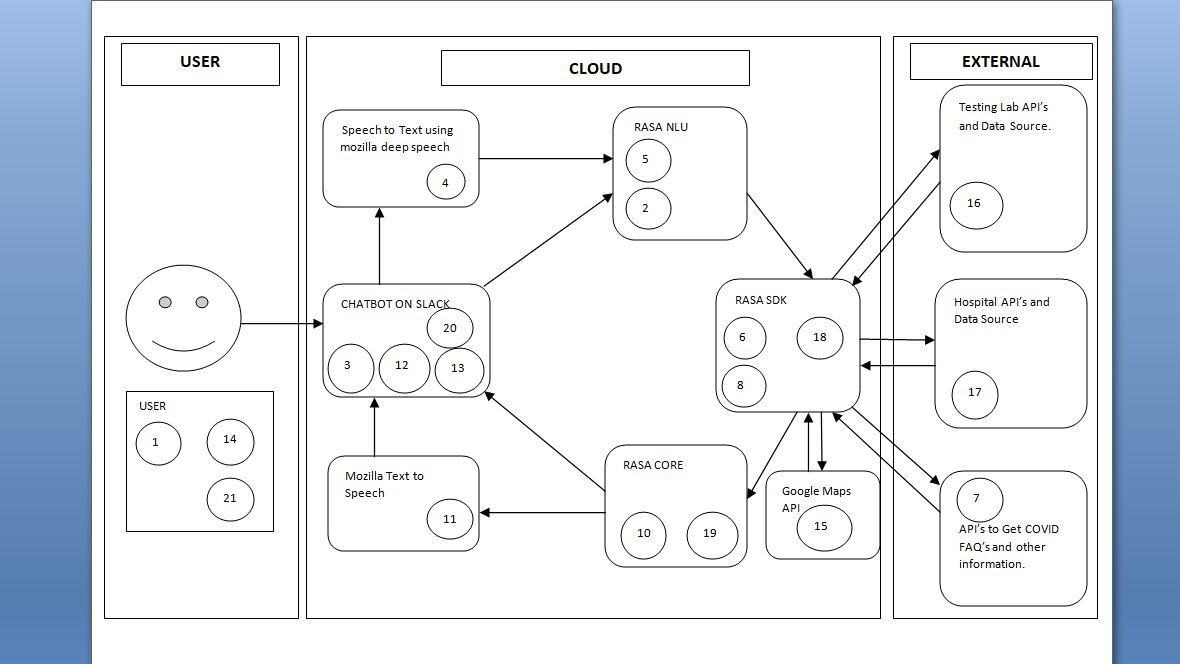 USER
CLOUD
EXTERNAL
Speech to Text using
mozilla deep speech
4
RASA NLU
5
2
Testing Lab API's
and Data Source.
16
CHATBOT ON SLACK
20
3
12
13
RASA SDK
6
18
8
Hospital API's and
Data Source
17
USER
1
14
21
Mozilla Text to
Speech
11
RASA CORE
10
19
Google Maps
API
15
7
API's to Get COVID
FAQ's and other
information.